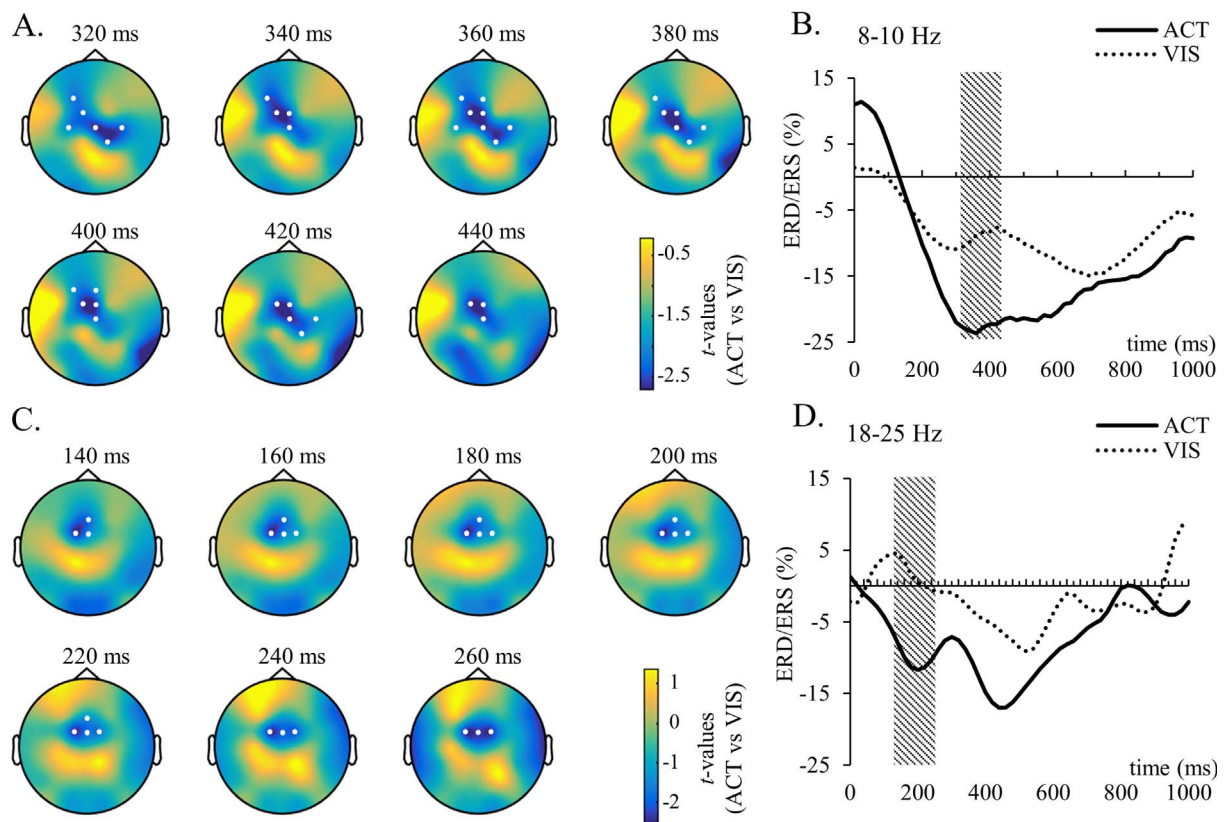 A.
320 ms 340 ms 360 ms 380 ms
400 ms 420 ms 440 ms
-0.5
-1.5
-2.5
t-values
(ACT vs VIS)
B.
8-10 Hz
ACT
VIS
15
5
-5
-15
-25
ERD/ERS (%)
time (ms)
0 200 400 600 800 1000
C.
140 ms 160 ms 180 ms 200 ms
220 ms 240 ms 260 ms
1
0
-1
-2
t-values
(ACT vs VIS)
D.
18-25 Hz
ACT
VIS
15
5
-5
-15
-25
ERD/ERS (%)
time (ms)
0 200 400 600 800 1000